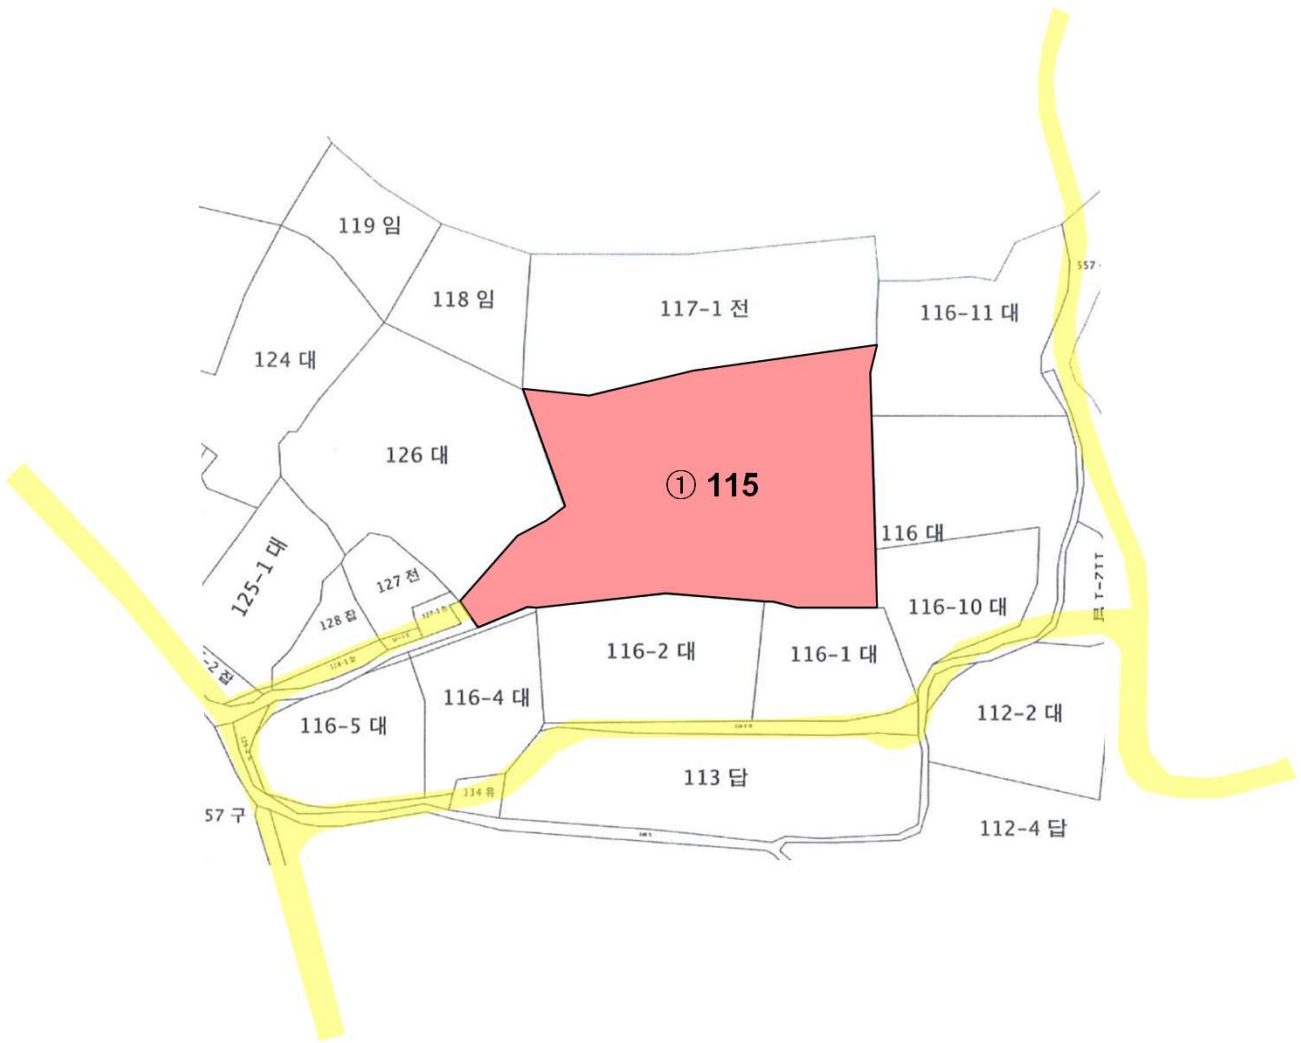 119 임
118 임
117-1 전
116-11 대
557
124 대
126 대
① 115
116 대
125-1 대
127 전
128 잡
116-10 대
116-2 대
116-1 대
116-4 대
116-5 대
112-2 대
113 답
114 유
57 구
112-4 답